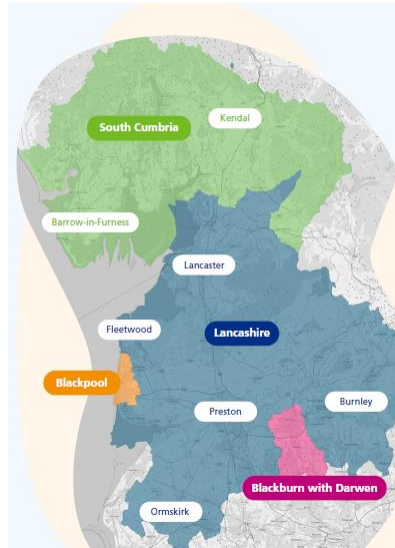 Kendal
South Cumbria
Barrow-in-Furness
Lancaster
Fleetwood
Lancashire
Blackpool
Burnley
Preston
Blackburn with Darwen
Ormskirk